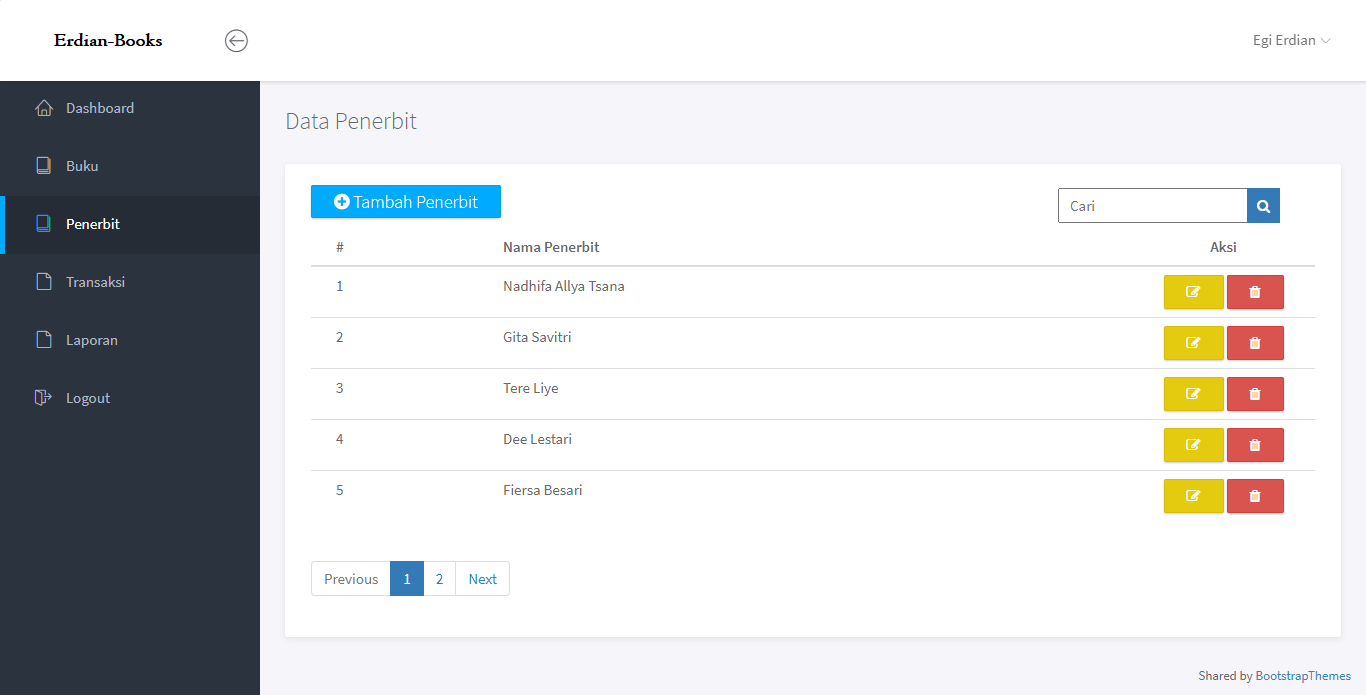 Erdian-Books
Egi Erdian
Dashboard
Buku
Penerbit
Transaksi
Laporan
Logout
Data Penerbit
Tambah Penerbit
Cari
# Nama Penerbit Aksi
1 Nadhifa Allya Tsana
2 Gita Savitri
3 Tere Liye
4 Dee Lestari
5 Fiersa Besari
Previous 1 2 Next
Shared by BootstrapThemes